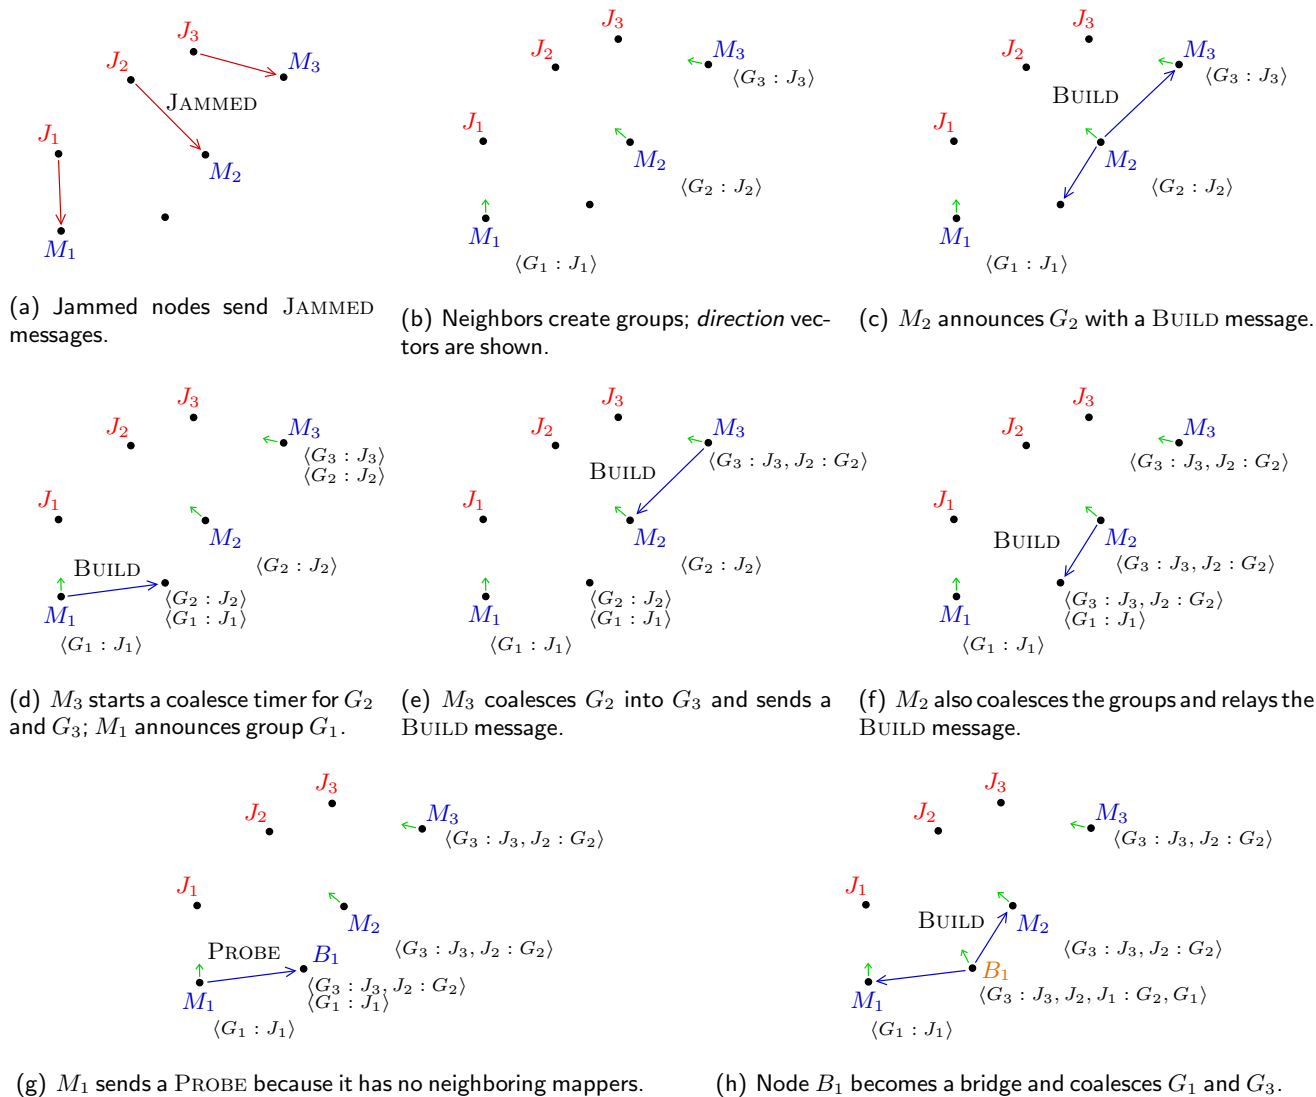 J₃
M₃
J₂
JAMMED
J₁
M₂
M₁
(a) Jammed nodes send JAMMED
messages.
J₃
M₃
J₂
⟨G₃ : J₃⟩
J₁
M₂
⟨G₂ : J₂⟩
M₁
⟨G₁ : J₁⟩
(b) Neighbors create groups; direction vec-
tors are shown.
J₃
M₃
J₂
⟨G₃ : J₃⟩
BUILD
J₁
M₂
⟨G₂ : J₂⟩
M₁
⟨G₁ : J₁⟩
(c) M₂ announces G₂ with a BUILD message.
J₃
M₃
J₂
⟨G₃ : J₃⟩
⟨G₂ : J₂⟩
J₁
M₂
⟨G₂ : J₂⟩
BUILD
⟨G₂ : J₂⟩
M₁
⟨G₁ : J₁⟩
⟨G₁ : J₁⟩
(d) M₃ starts a coalesce timer for G₂
and G₃; M₁ announces group G₁.
J₃
M₃
J₂
⟨G₃ : J₃, J₂ : G₂⟩
BUILD
J₁
M₂
⟨G₂ : J₂⟩
⟨G₂ : J₂⟩
M₁
⟨G₁ : J₁⟩
⟨G₁ : J₁⟩
(e) M₃ coalesces G₂ into G₃ and sends a
BUILD message.
J₃
M₃
J₂
⟨G₃ : J₃, J₂ : G₂⟩
J₁
BUILD
M₂
⟨G₃ : J₃, J₂ : G₂⟩
⟨G₃ : J₃, J₂ : G₂⟩
M₁
⟨G₁ : J₁⟩
⟨G₁ : J₁⟩
(f) M₂ also coalesces the groups and relays the
BUILD message.
J₃
M₃
J₂
⟨G₃ : J₃, J₂ : G₂⟩
J₁
M₂
PROBE
B₁
⟨G₃ : J₃, J₂ : G₂⟩
⟨G₃ : J₃, J₂ : G₂⟩
M₁
⟨G₁ : J₁⟩
⟨G₁ : J₁⟩
(g) M₁ sends a PROBE because it has no neighboring mappers.
J₃
M₃
J₂
⟨G₃ : J₃, J₂ : G₂⟩
J₁
BUILD
M₂
⟨G₃ : J₃, J₂ : G₂⟩
B₁
M₁
⟨G₃ : J₃, J₂, J₁ : G₂, G₁⟩
⟨G₁ : J₁⟩
(h) Node B₁ becomes a bridge and coalesces G₁ and G₃.